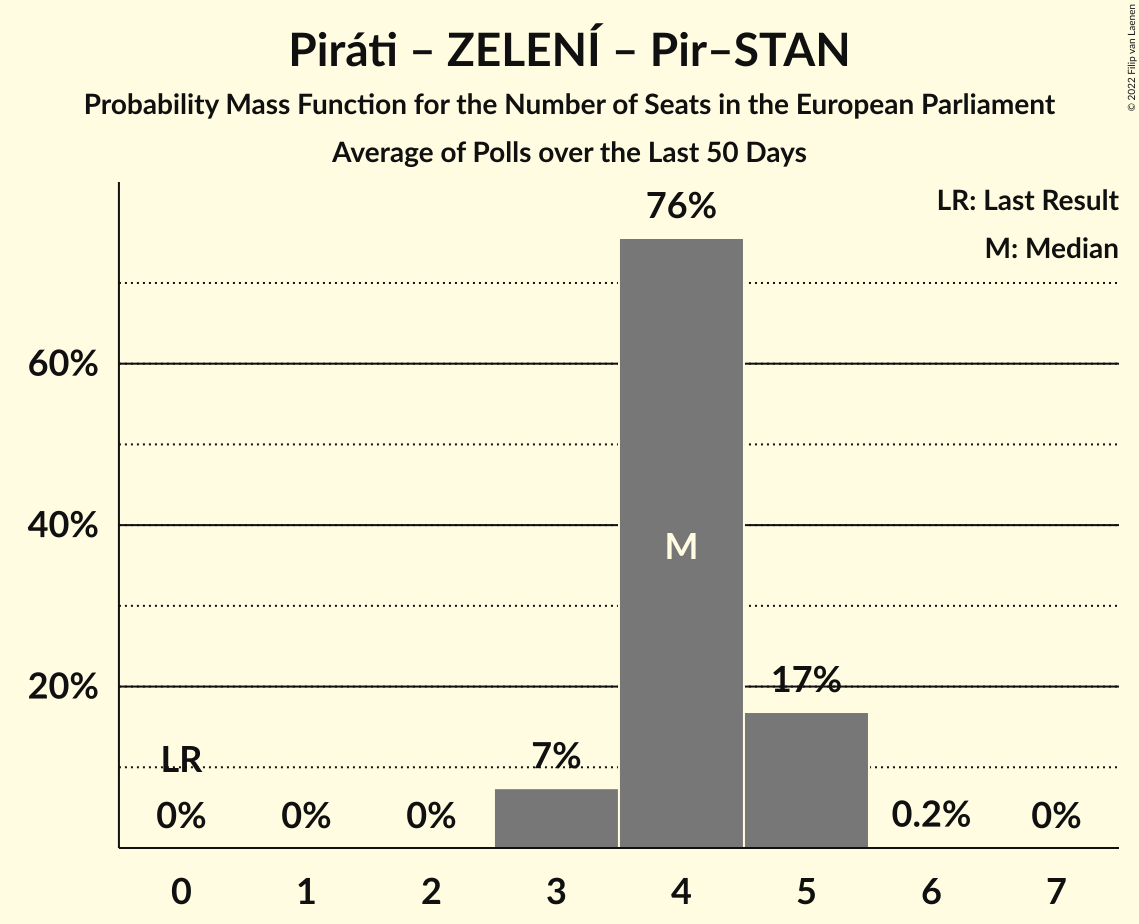 Piráti – ZELENÍ – Pir–STAN
Probability Mass Function for the Number of Seats in the European Parliament
Average of Polls over the Last 50 Days
© 2022 Filip van Laenen
LR: Last Result
M: Median
76%
60%
40%
M
20%
17%
LR
7%
0%
0%
0%
0.2%
0%
0
1
2
3
4
5
6
7